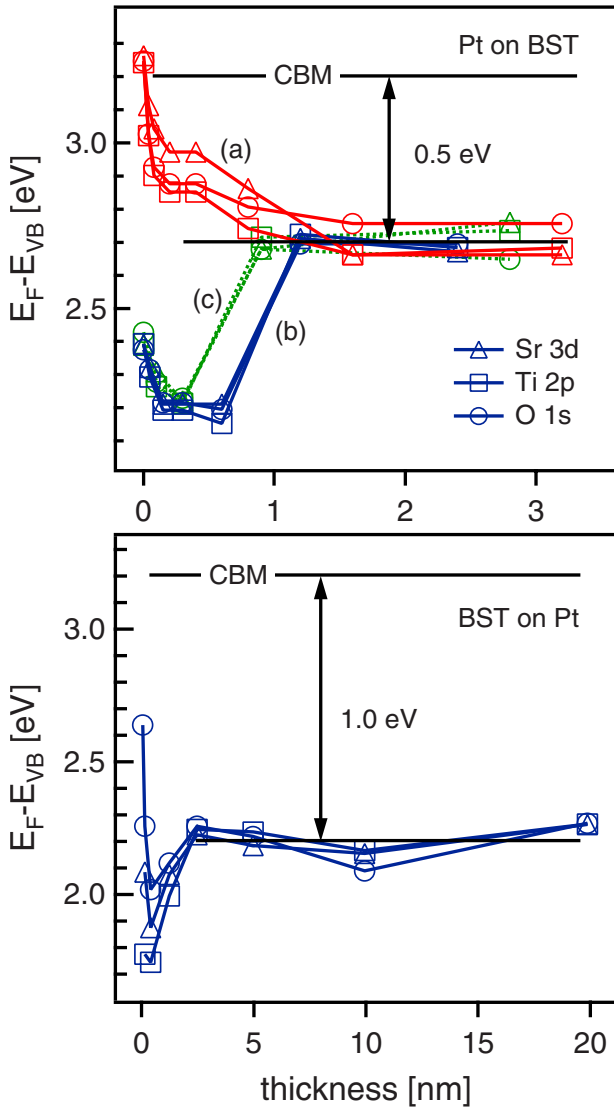 Pt on BST
CBM
3.0
(a)
0.5 eV
E_F-E_VB [eV]
(c)
(b)
2.5
Sr 3d
Ti 2p
O 1s
0 1 2 3
CBM
BST on Pt
3.0
1.0 eV
E_F-E_VB [eV]
2.5
2.0
0 5 10 15 20
thickness [nm]